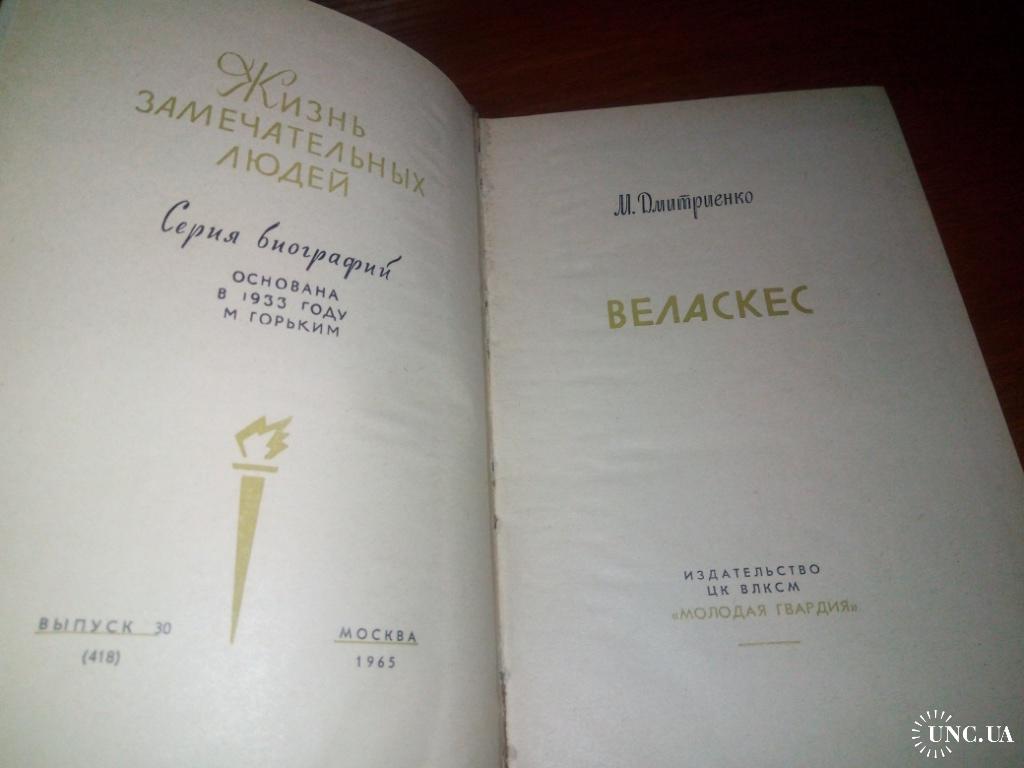 Жизнь
ЗАМЕЧАТЕЛЬНЫХ
ЛЮДЕЙ
Серия биографий
ОСНОВАНА
В 1933 ГОДУ
М ГОРЬКИМ
ВЫПУСК 30
(418)
МОСКВА
1965
М. Дмитриенко
ВЕЛАСКЕС
ИЗДАТЕЛЬСТВО
ЦК ВЛКСМ
«МОЛОДАЯ ГВАРДИЯ»
UNC.UA